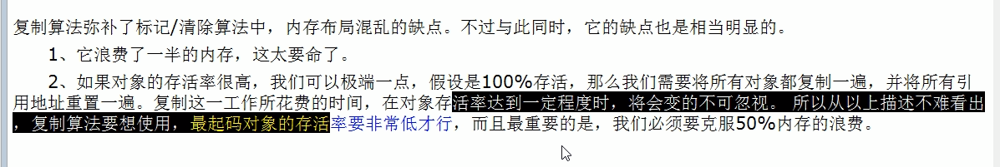 复制算法弥补了标记/清除算法中，内存布局混乱的缺点。不过与此同时，它的缺点也是相当明显的。
1、它浪费了一半的内存，这太要命了。
2、如果对象的存活率很高，我们可以极端一点，假设是100%存活，那么我们需要将所有对象都复制一遍，并将所有引
用地址重置一遍。复制这一工作所花费的时间，在对象存活率达到一定程度时，将会变的不可忽视。 所以从以上描述不难看出
，复制算法要想使用，最起码对象的存活率要非常低才行，而且最重要的是，我们必须要克服50%内存的浪费。